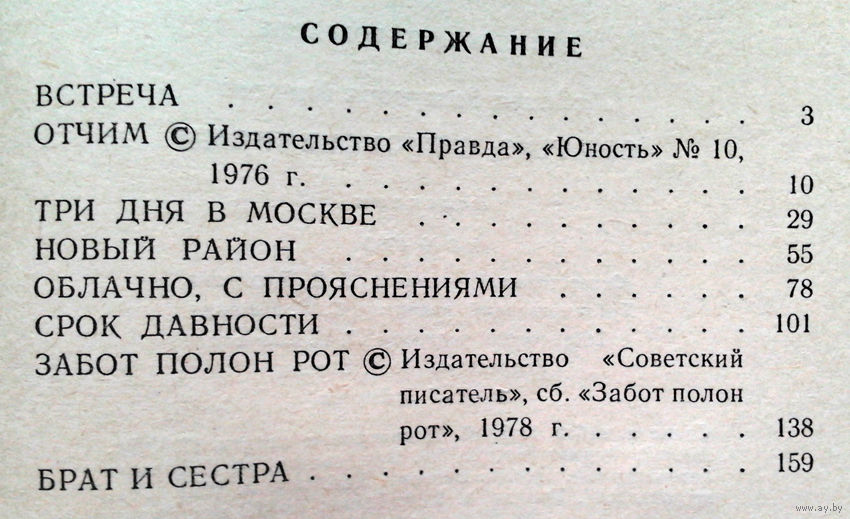 СОДЕРЖАНИЕ
ВСТРЕЧА . . . . . . . . . . . . . . 3
ОТЧИМ © Издательство «Правда», «Юность» № 10,
1976 г. . . . . . . . . . . . 10
ТРИ ДНЯ В МОСКВЕ . . . . . . . . . 29
НОВЫЙ РАЙОН . . . . . . . . . . . 55
ОБЛАЧНО, С ПРОЯСНЕНИЯМИ . . . . . . 78
СРОК ДАВНОСТИ . . . . . . . . . . . 101
ЗАБОТ ПОЛОН РОТ © Издательство «Советский
писатель», сб. «Забот полон
рот», 1978 г. . . . . . 138
БРАТ И СЕСТРА . . . . . . . . . . . . 159
www.ay.by